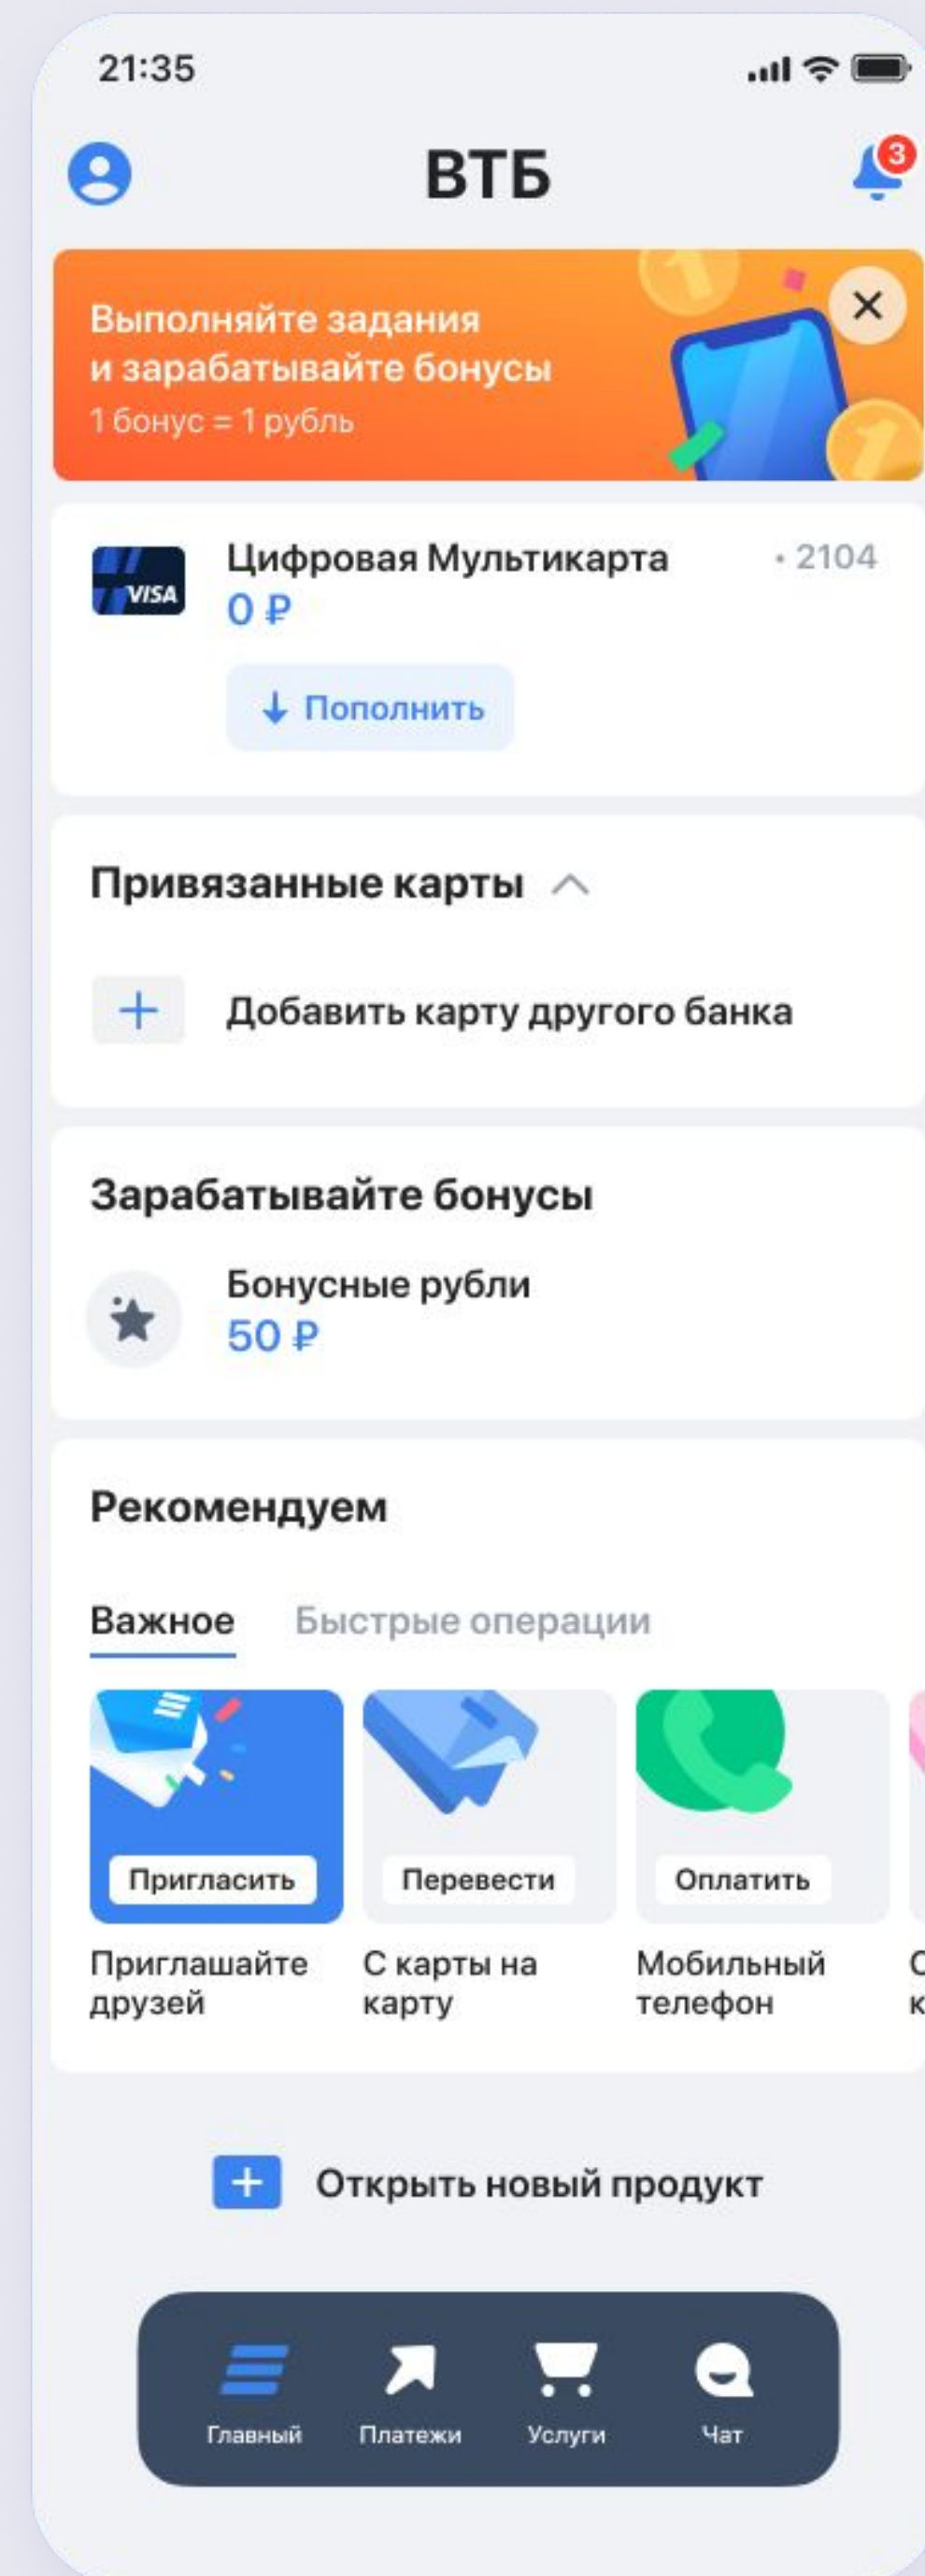 21:35
ВТБ
3
Выполняйте задания
и зарабатывайте бонусы
1 бонус = 1 рубль
VISA
Цифровая Мультикарта
• 2104
0 ₽
Пополнить
Привязанные карты
Добавить карту другого банка
Зарабатывайте бонусы
Бонусные рубли
50 ₽
Рекомендуем
Важное
Быстрые операции
Пригласить
Перевести
Оплатить
Приглашайте
друзей
С карты на
карту
Мобильный
телефон
Открыть новый продукт
Главный
Платежи
Услуги
Чат